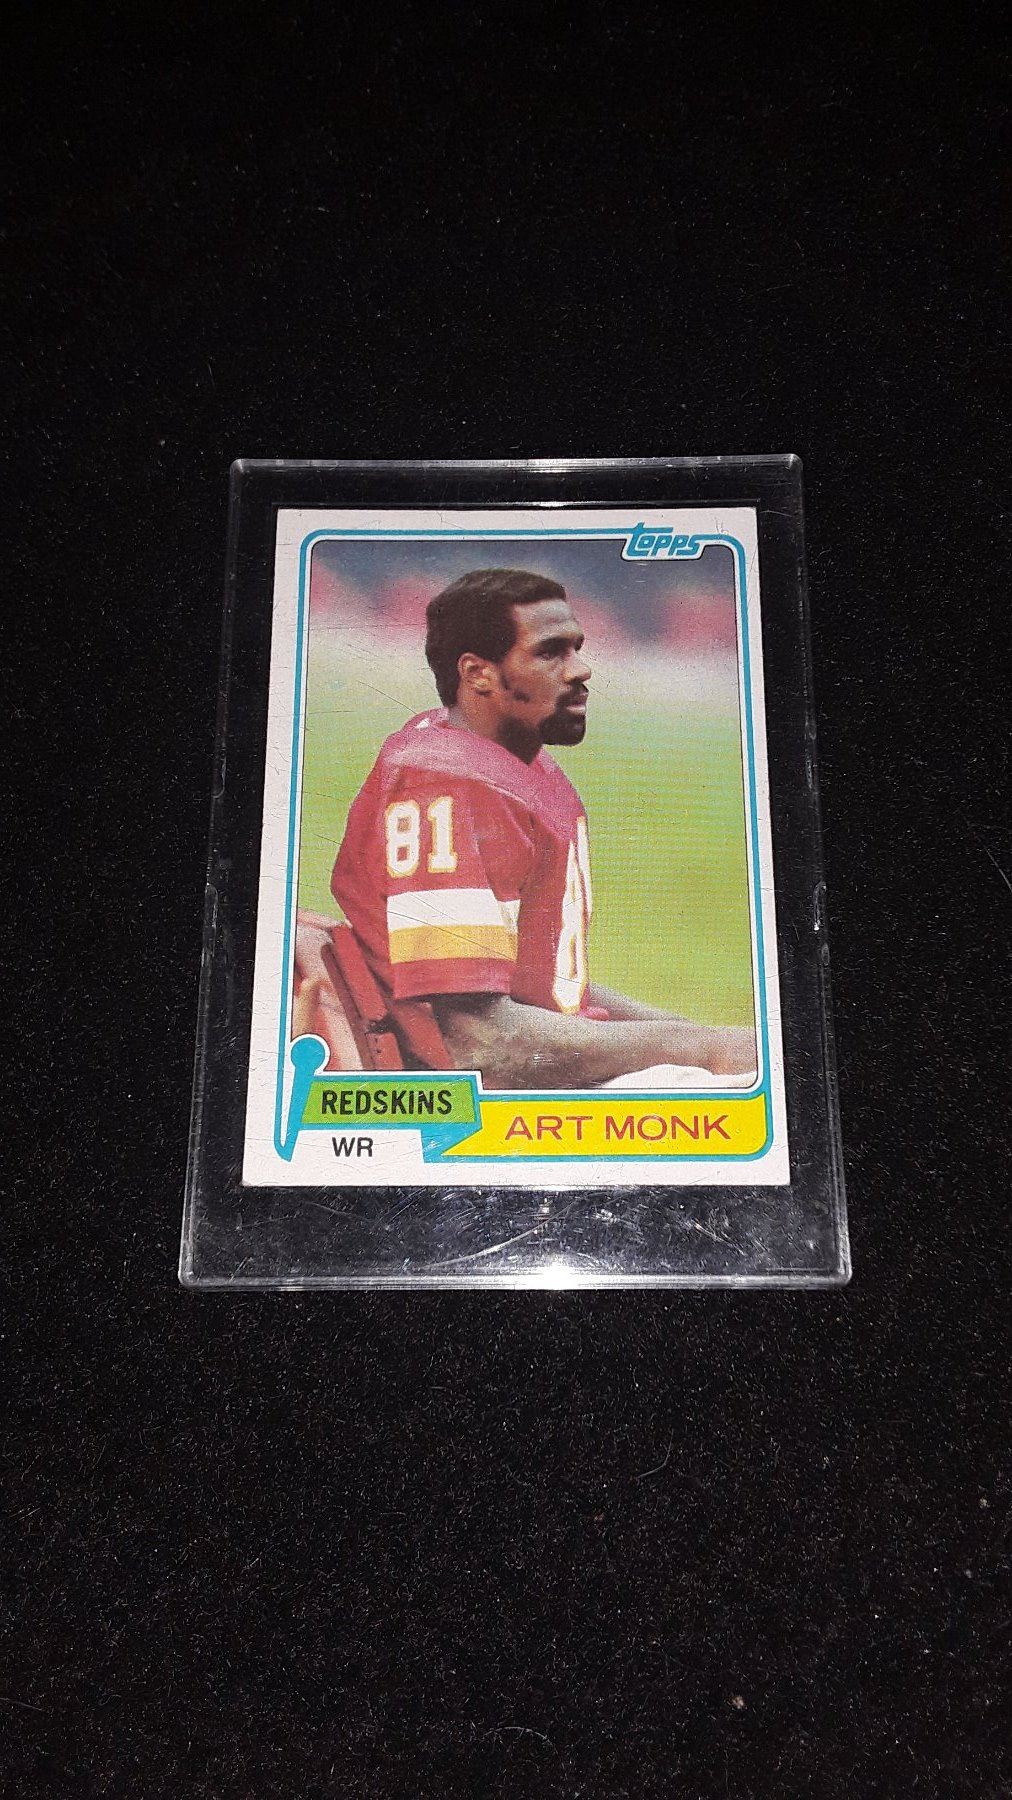 topps
81
REDSKINS
WR
ART MONK